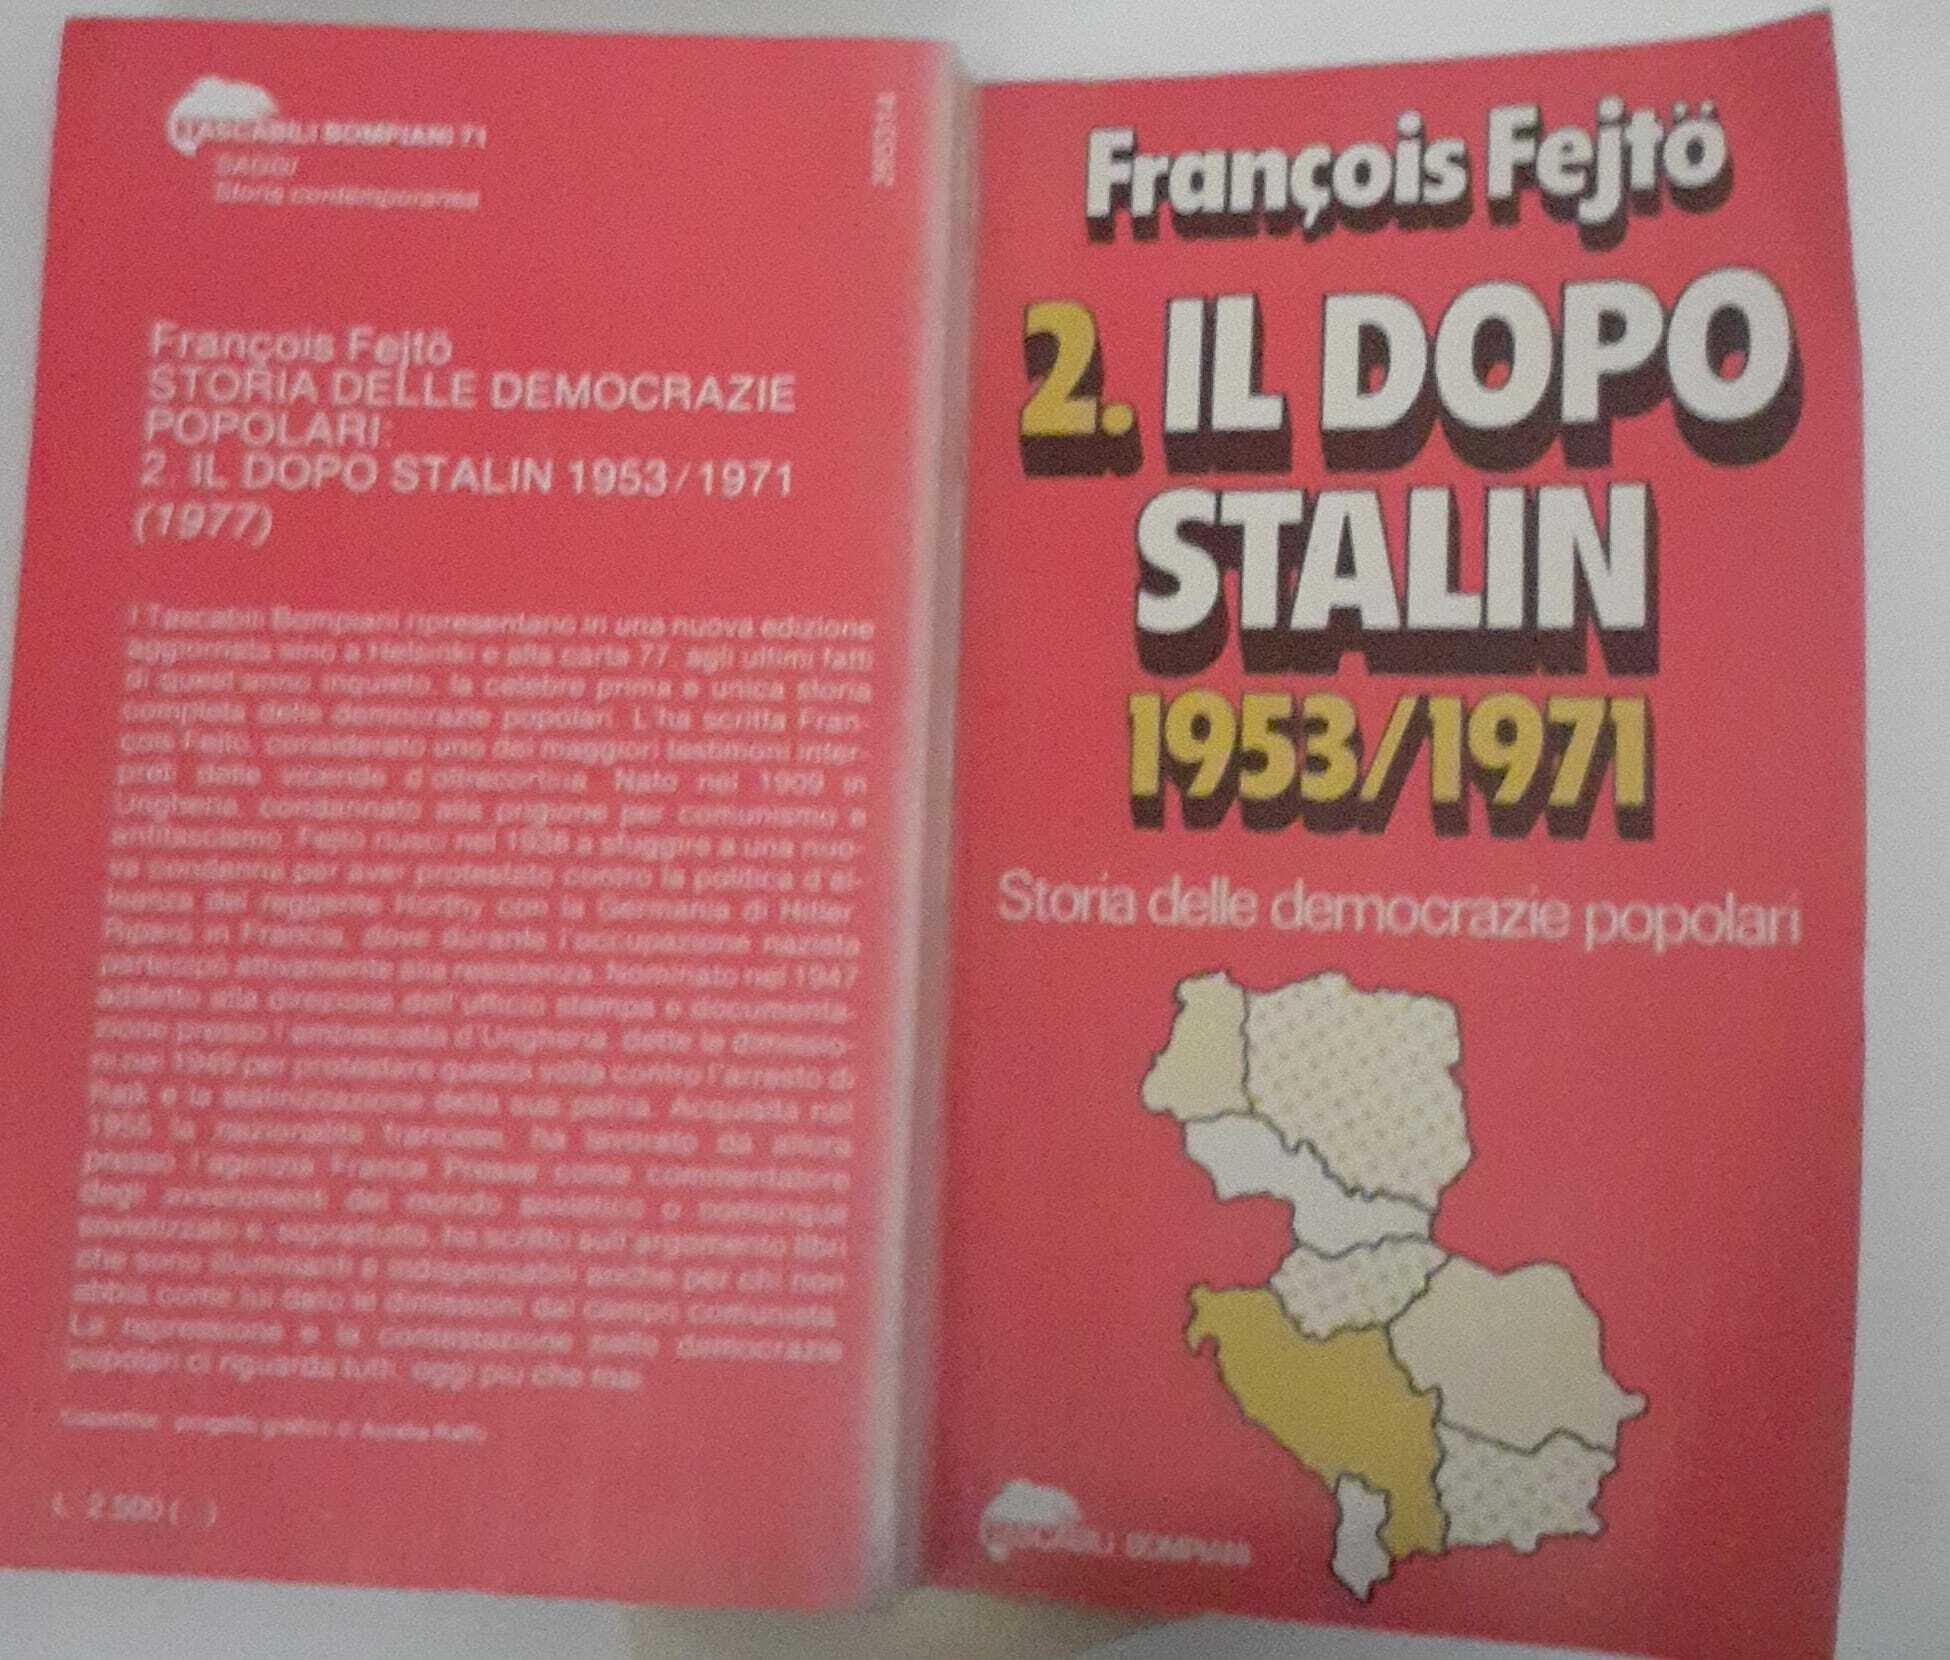 TASCABILI BOMPIANI 71
SAGGI
Storia contemporanea
François Fejtö
STORIA DELLE DEMOCRAZIE
POPOLARI:
2. IL DOPO STALIN 1953/1971
(1977)
I Tascabili Bompiani ripresentano in una nuova edizione
aggiornata sino a Helsinki e alla carta 77, agli ultimi fatti
di quest'anno inquieto, la celebre prima e unica storia
completa delle democrazie popolari. L'ha scritta Fran-
çois Fejtö, considerato uno dei maggiori testimoni inter-
preti delle vicende d'oltrecortina. Nato nel 1909 in
Ungheria, condannato alla prigione per comunismo e
antifascismo, Fejtö riuscì nel 1938 a sfuggire a una nuo-
va condanna per aver protestato contro la politica d'al-
leanza del reggente Horthy con la Germania di Hitler.
Riparò in Francia, dove durante l'occupazione nazista
partecipò attivamente alla resistenza. Nominato nel 1947
addetto alla direzione dell'ufficio stampa e documenta-
zione presso l'ambasciata d'Ungheria, dette le dimissio-
ni nel 1949 per protestare questa volta contro l'arresto di
Rajk e la stalinizzazione della sua patria. Acquistata nel
1955 la nazionalità francese, ha lavorato da allora
presso l'agenzia France Presse come commentatore
degli avvenimenti del mondo sovietico o comunque
sovietizzato e, soprattutto, ha scritto sull'argomento libri
che sono illuminanti e indispensabili anche per chi non
abbia come lui dato le dimissioni dal campo comunista.
La repressione e la contestazione nelle democrazie
popolari ci riguarda tutti, oggi più che mai.
progetto grafico di
L. 2.500
François Fejtö
2. IL DOPO
STALIN
1953/1971
Storia delle democrazie popolari
TASCABILI BOMPIANI